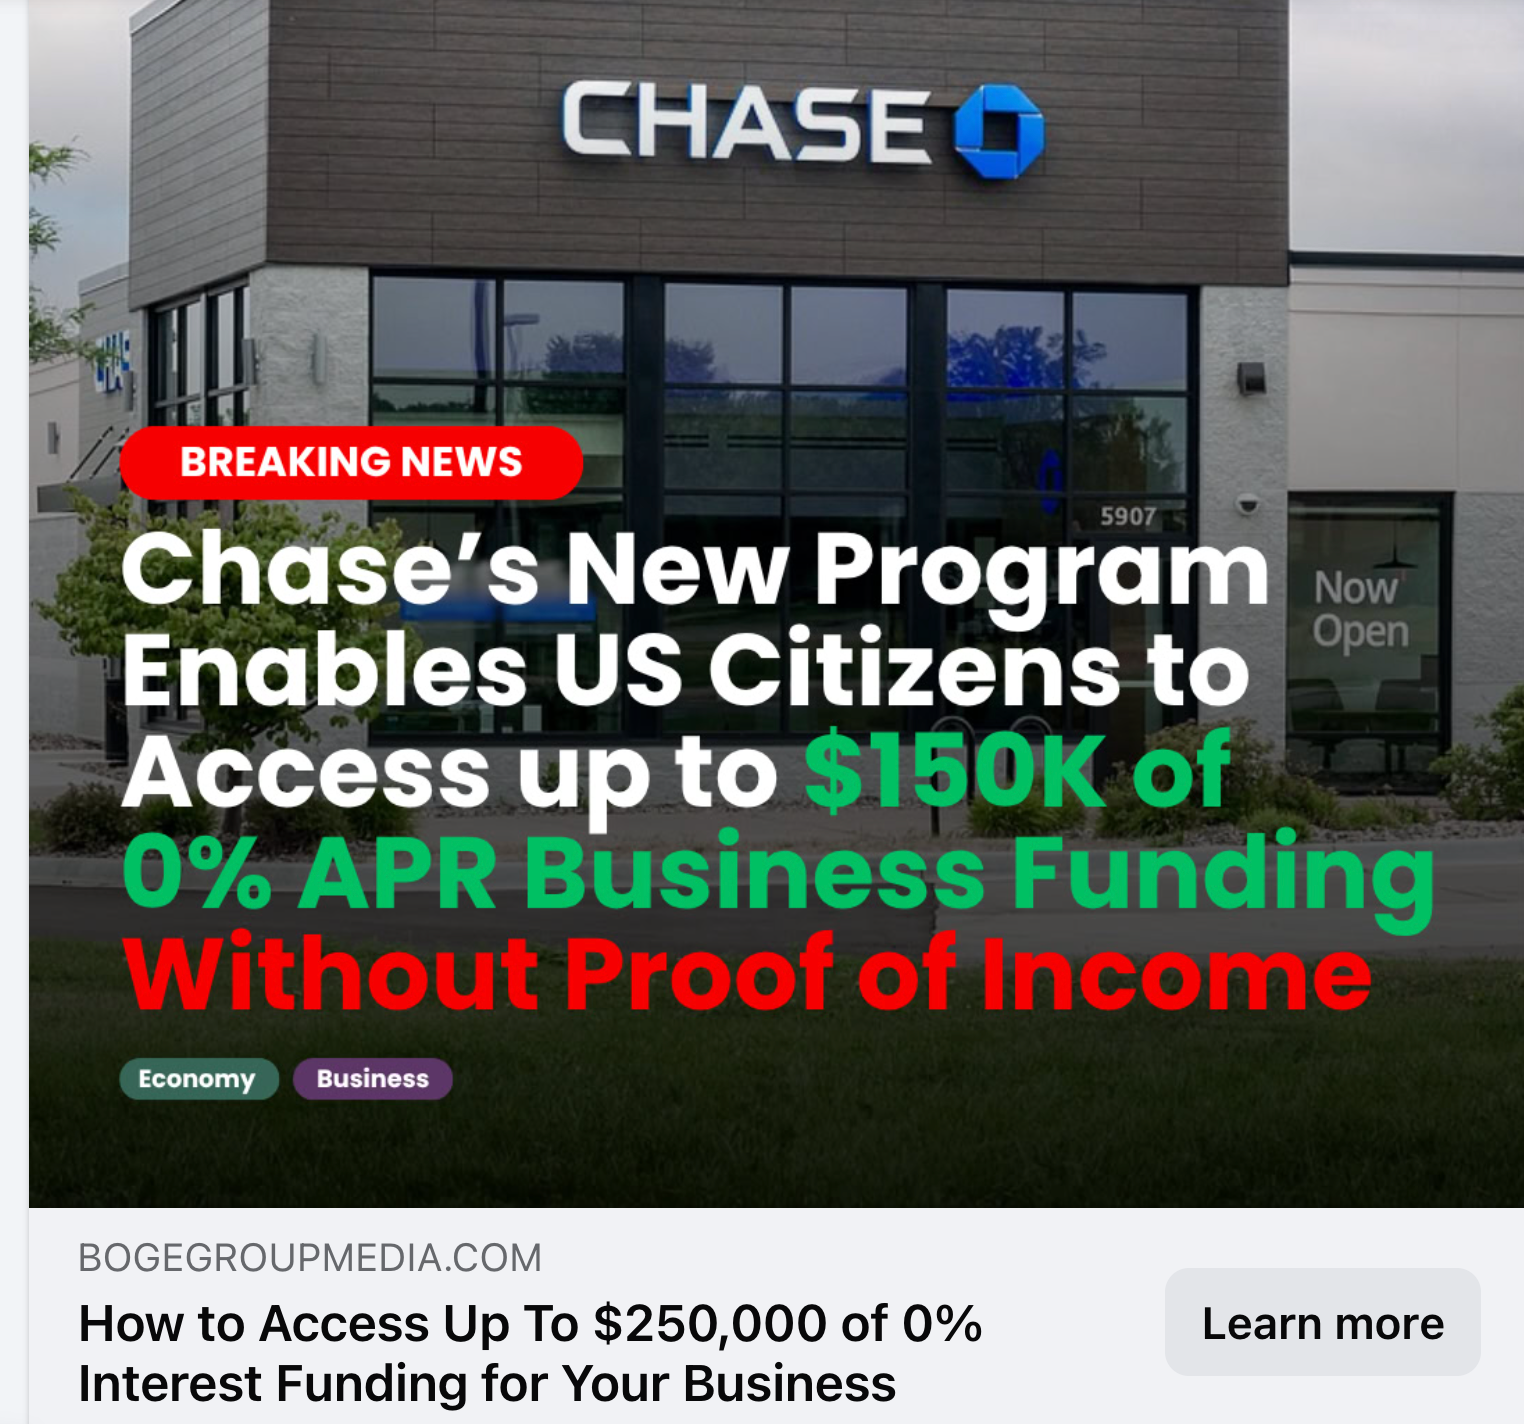 CHASE
BREAKING NEWS
5907
Chase's New Program
Now
Open
Enables US Citizens to
Access up to $150K of
0% APR Business Funding
Without Proof of Income
Economy Business
BOGEGROUPMEDIA.COM
How to Access Up To $250,000 of 0%
Interest Funding for Your Business
Learn more